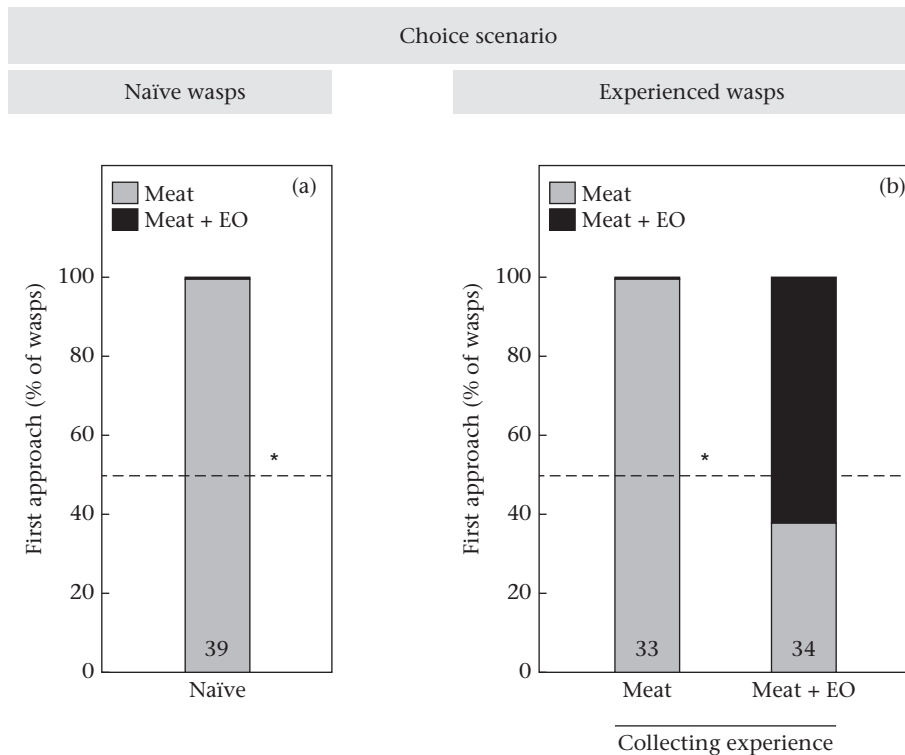 Choice scenario
Naïve wasps
Experienced wasps
(a)
Meat
Meat + EO
100
80
60
40
20
0
First approach (% of wasps)
*
39
Naïve
(b)
Meat
Meat + EO
100
80
60
40
20
0
First approach (% of wasps)
*
33
34
Meat
Meat + EO
Collecting experience